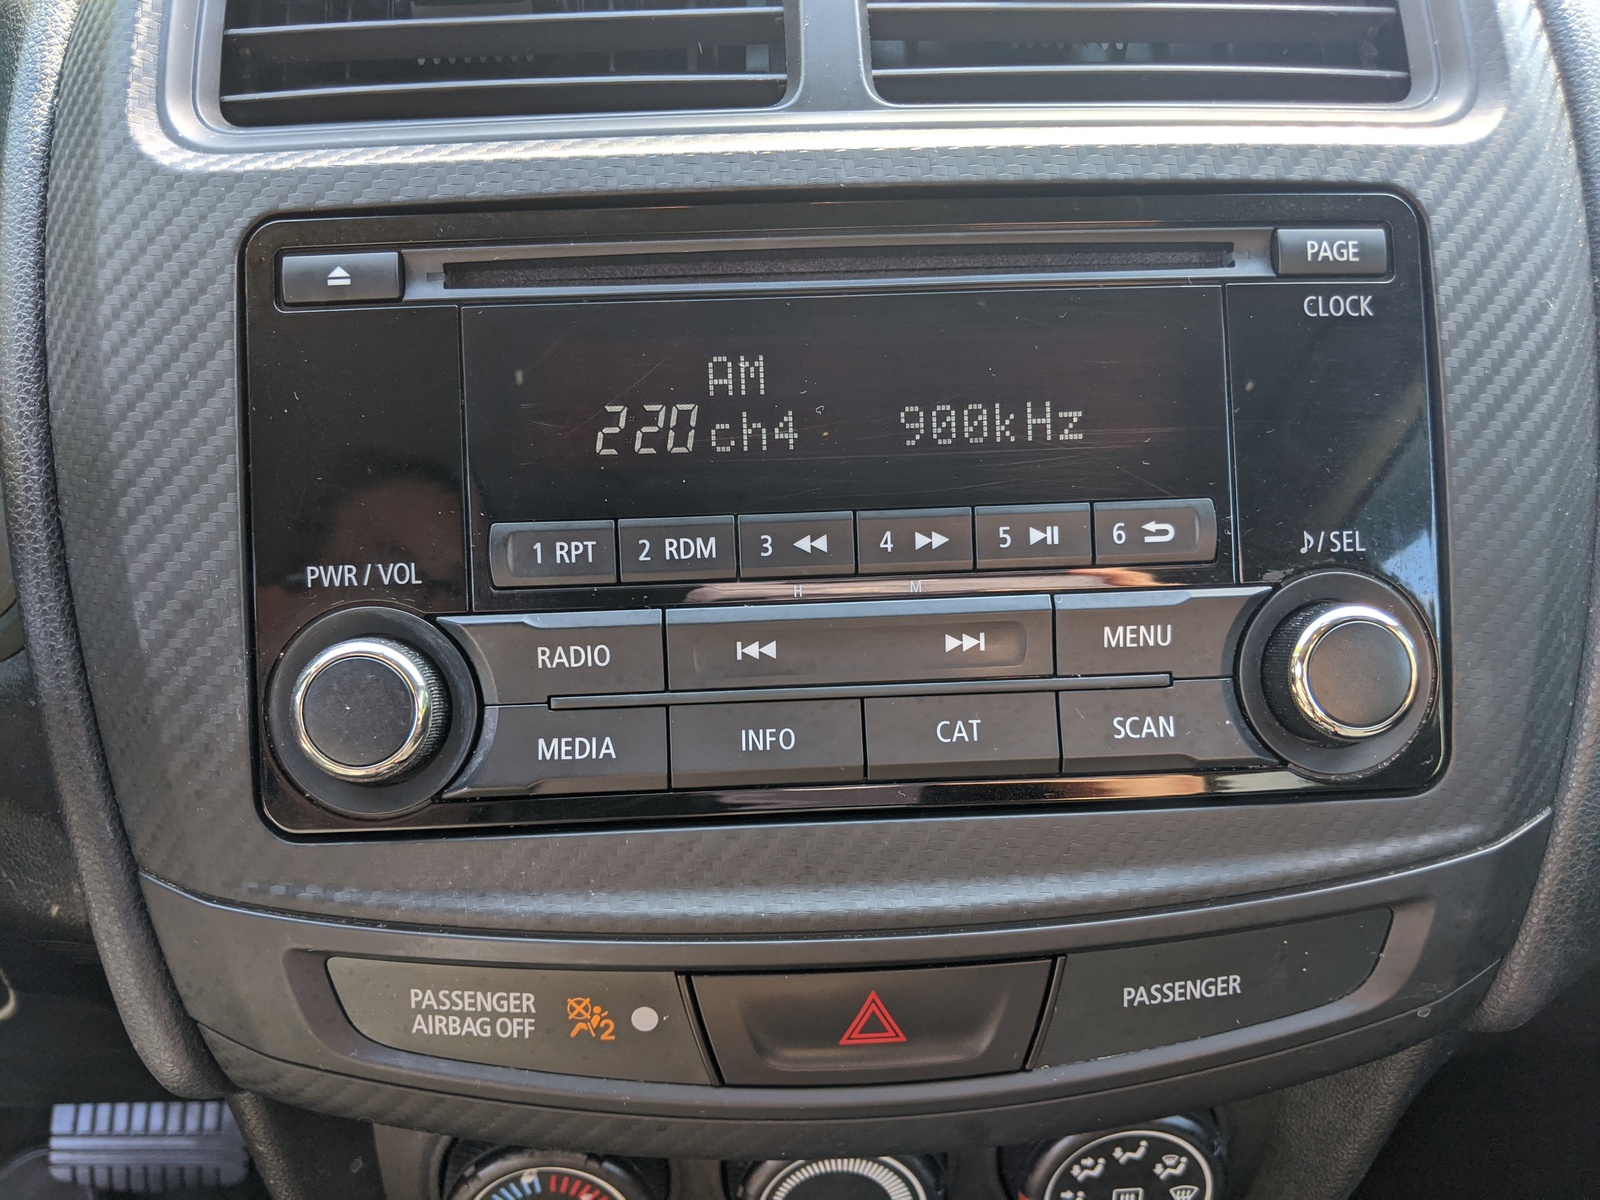 PAGE
CLOCK
AM
220 ch4 900kHz
PWR / VOL
1 RPT 2 RDM 3 4 5 6
♪/ SEL
H M
RADIO MENU
MEDIA INFO CAT SCAN
PASSENGER
AIRBAG OFF
2
PASSENGER